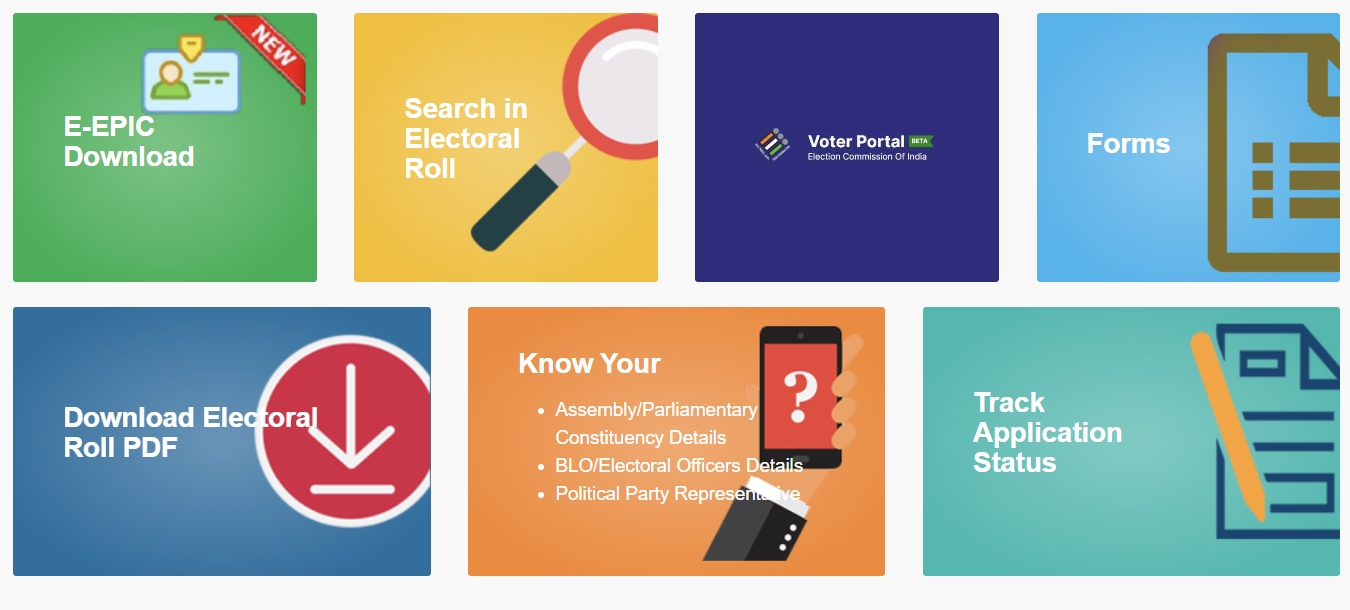 NEW
E-EPIC
Download
Search in
Electoral
Roll
Voter Portal BETA
Election Commission Of India
Forms
Download Electoral
Roll PDF
Know Your
• Assembly/Parliamentary
Constituency Details
• BLO/Electoral Officers Details
• Political Party Representative
?
Track
Application
Status